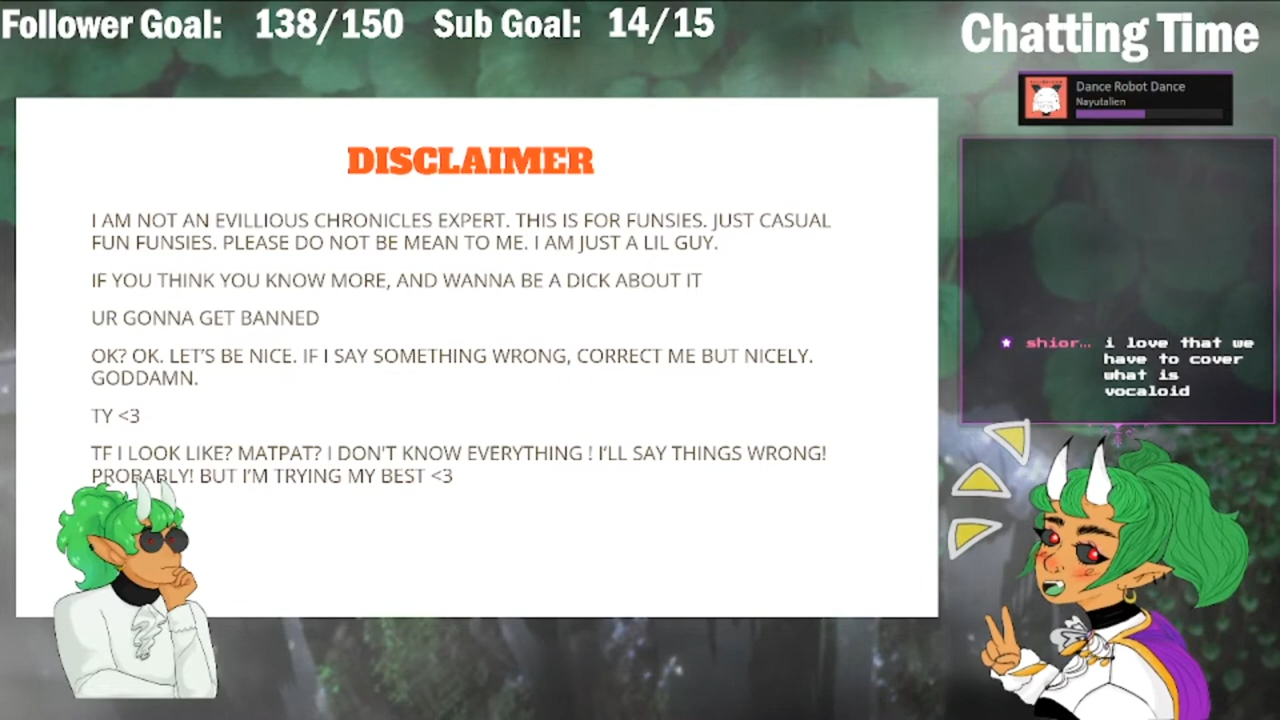 Follower Goal: 138/150 Sub Goal: 14/15
Chatting Time
Dance Robot Dance
Nayutalien
DISCLAIMER
I AM NOT AN EVILLIOUS CHRONICLES EXPERT. THIS IS FOR FUNSIES. JUST CASUAL
FUN FUNSIES. PLEASE DO NOT BE MEAN TO ME. I AM JUST A LIL GUY.
IF YOU THINK YOU KNOW MORE, AND WANNA BE A DICK ABOUT IT
UR GONNA GET BANNED
OK? OK. LET'S BE NICE. IF I SAY SOMETHING WRONG, CORRECT ME BUT NICELY.
GODDAMN.
TY <3
TF I LOOK LIKE? MATPAT? I DON'T KNOW EVERYTHING ! I'LL SAY THINGS WRONG!
PROBABLY! BUT I'M TRYING MY BEST <3
shior... i love that we
have to cover
what is
vocaloid